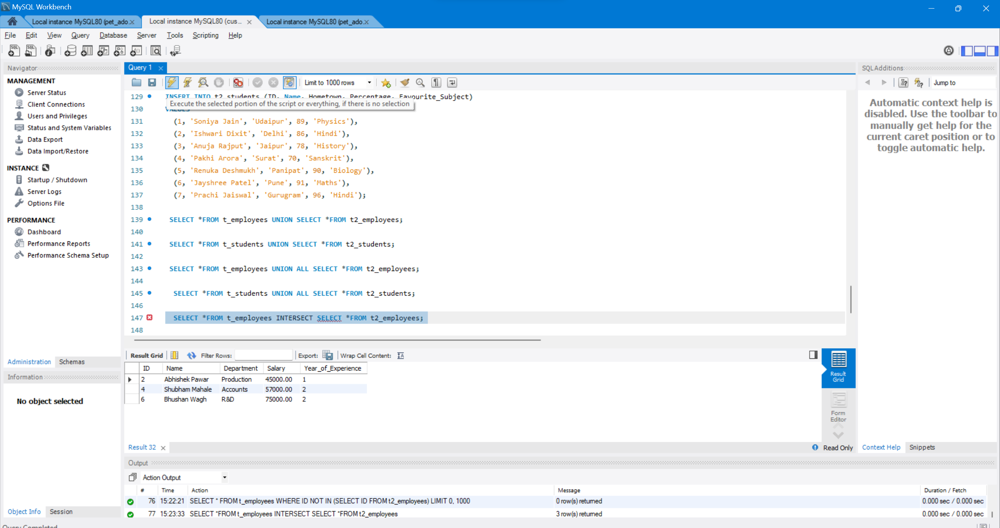 MySQL Workbench
Local instance MySQL80 (pet_ado.
Local instance MySQL80 (cus...
Local instance MySQL80 (pet_ado.
File Edit View Query Database Server Tools Scripting Help
Navigator
MANAGEMENT
Server Status
Client Connections
Users and Privileges
Status and System Variables
Data Export
Data Import/Restore
INSTANCE
Startup / Shutdown
Server Logs
Options File
PERFORMANCE
Dashboard
Performance Reports
Performance Schema Setup
Administration Schemas
Information
No object selected
Object Info Session
Query Completed
Query 1
Limit to 1000 rows
129 INSERT INTO t2_students (ID, Name, Hometown, Percentage, Favourite_Subject)
Execute the selected portion of the script or everything, if there is no selection
130 VALUES
131 (1, 'Soniya Jain', 'Udaipur', 89, 'Physics'),
132 (2, 'Ishwari Dixit', 'Delhi', 86, 'Hindi'),
133 (3, 'Anuja Rajput', 'Jaipur', 78, 'History'),
134 (4, 'Pakhi Arora', 'Surat', 70, 'Sanskrit'),
135 (5, 'Renuka Deshmukh', 'Panipat', 90, 'Biology'),
136 (6, 'Jayshree Patel', 'Pune', 91, 'Maths'),
137 (7, 'Prachi Jaiswal', 'Gurugram', 96, 'Hindi');
138
139 SELECT *FROM t_employees UNION SELECT *FROM t2_employees;
140
141 SELECT *FROM t_students UNION SELECT *FROM t2_students;
142
143 SELECT *FROM t_employees UNION ALL SELECT *FROM t2_employees;
144
145 SELECT *FROM t_students UNION ALL SELECT *FROM t2_students;
146
147 SELECT *FROM t_employees INTERSECT SELECT *FROM t2_employees;
148
Result Grid Filter Rows: Export: Wrap Cell Content:
ID Name Department Salary Year_of_Experience
2 Abhishek Pawar Production 45000.00 1
4 Shubham Mahale Accounts 57000.00 2
6 Bhushan Wagh R&D 75000.00 2
Result
Grid
Form
Editor
Result 32
Read Only
SQLAdditions
Jump to
Automatic context help is
disabled. Use the toolbar to
manually get help for the
current caret position or to
toggle automatic help.
Context Help Snippets
Output
Action Output
# Time Action Message Duration / Fetch
76 15:22:21 SELECT * FROM t_employees WHERE ID NOT IN (SELECT ID FROM t2_employees) LIMIT 0, 1000 0 row(s) returned 0.000 sec / 0.000 sec
77 15:23:33 SELECT *FROM t_employees INTERSECT SELECT *FROM t2_employees 3 row(s) returned 0.000 sec / 0.000 sec